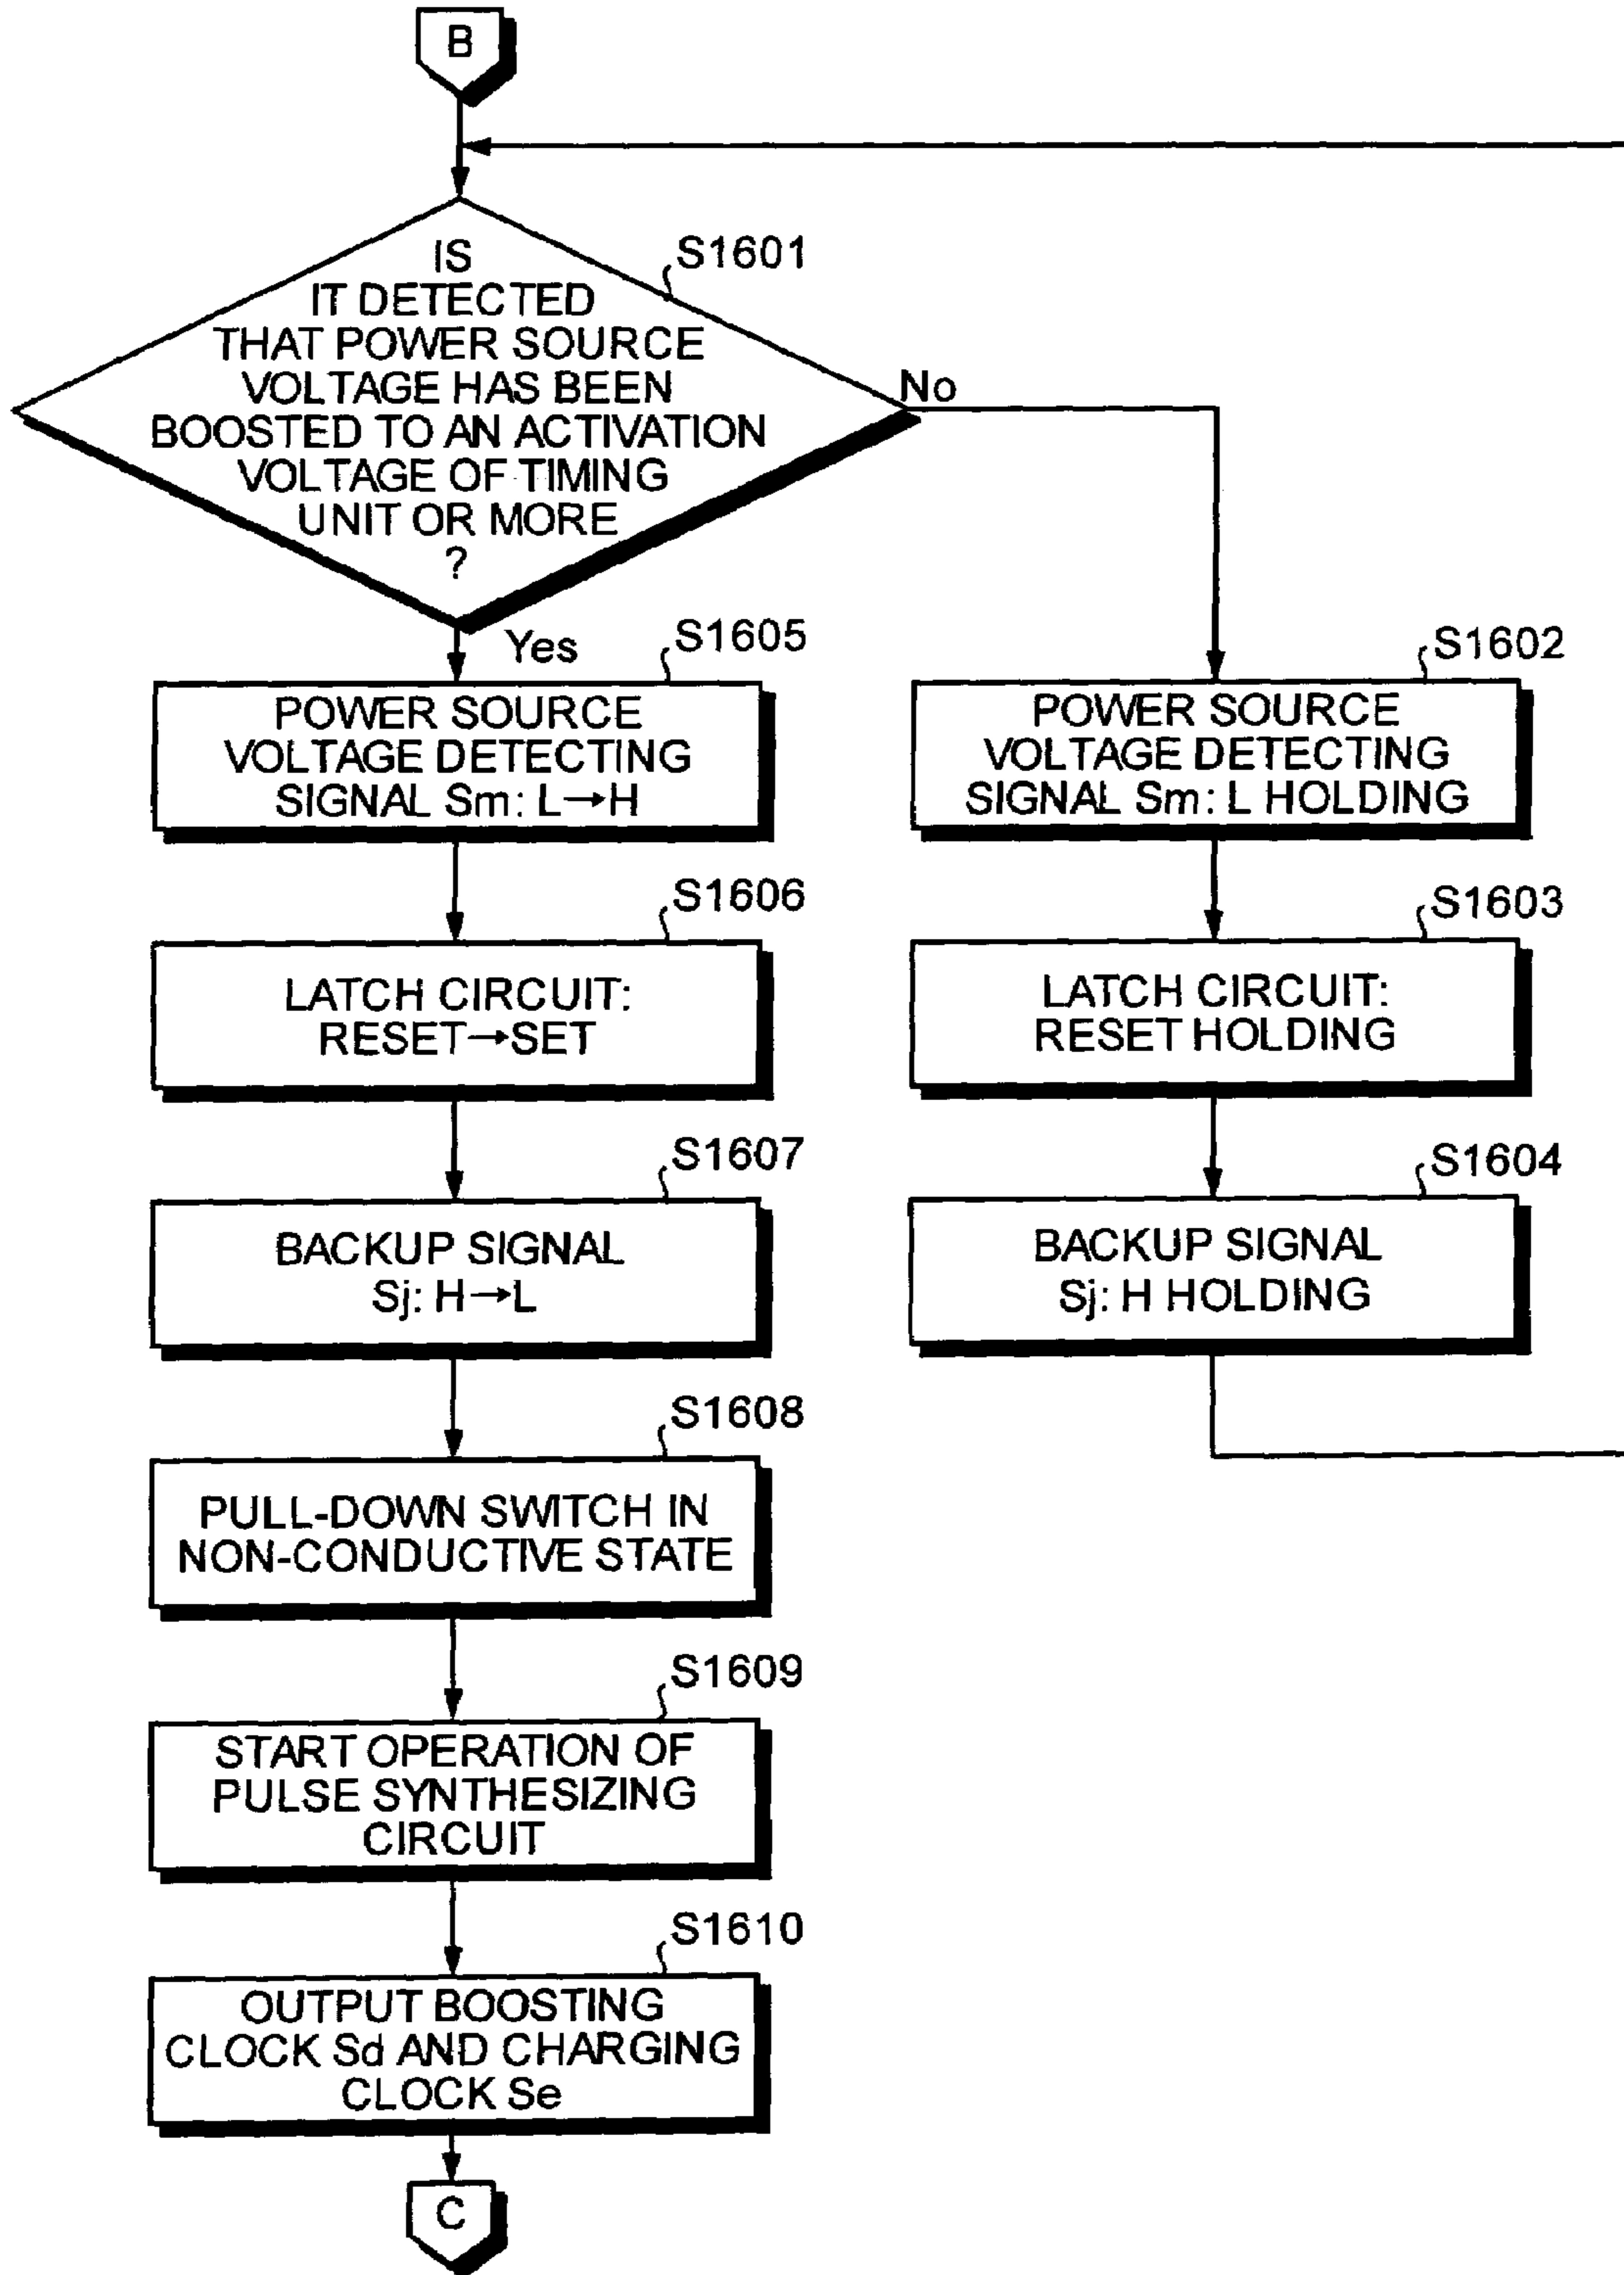 B
S1601
IS
IT DETECTED
THAT POWER SOURCE
VOLTAGE HAS BEEN
BOOSTED TO AN ACTIVATION
VOLTAGE OF TIMING
UNIT OR MORE
?
No
Yes
S1605
POWER SOURCE
VOLTAGE DETECTING
SIGNAL Sm: L→H
S1602
POWER SOURCE
VOLTAGE DETECTING
SIGNAL Sm: L HOLDING
S1606
LATCH CIRCUIT:
RESET→SET
S1603
LATCH CIRCUIT:
RESET HOLDING
S1607
BACKUP SIGNAL
Sj: H→L
S1604
BACKUP SIGNAL
Sj: H HOLDING
S1608
PULL-DOWN SWITCH IN
NON-CONDUCTIVE STATE
S1609
START OPERATION OF
PULSE SYNTHESIZING
CIRCUIT
S1610
OUTPUT BOOSTING
CLOCK Sd AND CHARGING
CLOCK Se
C